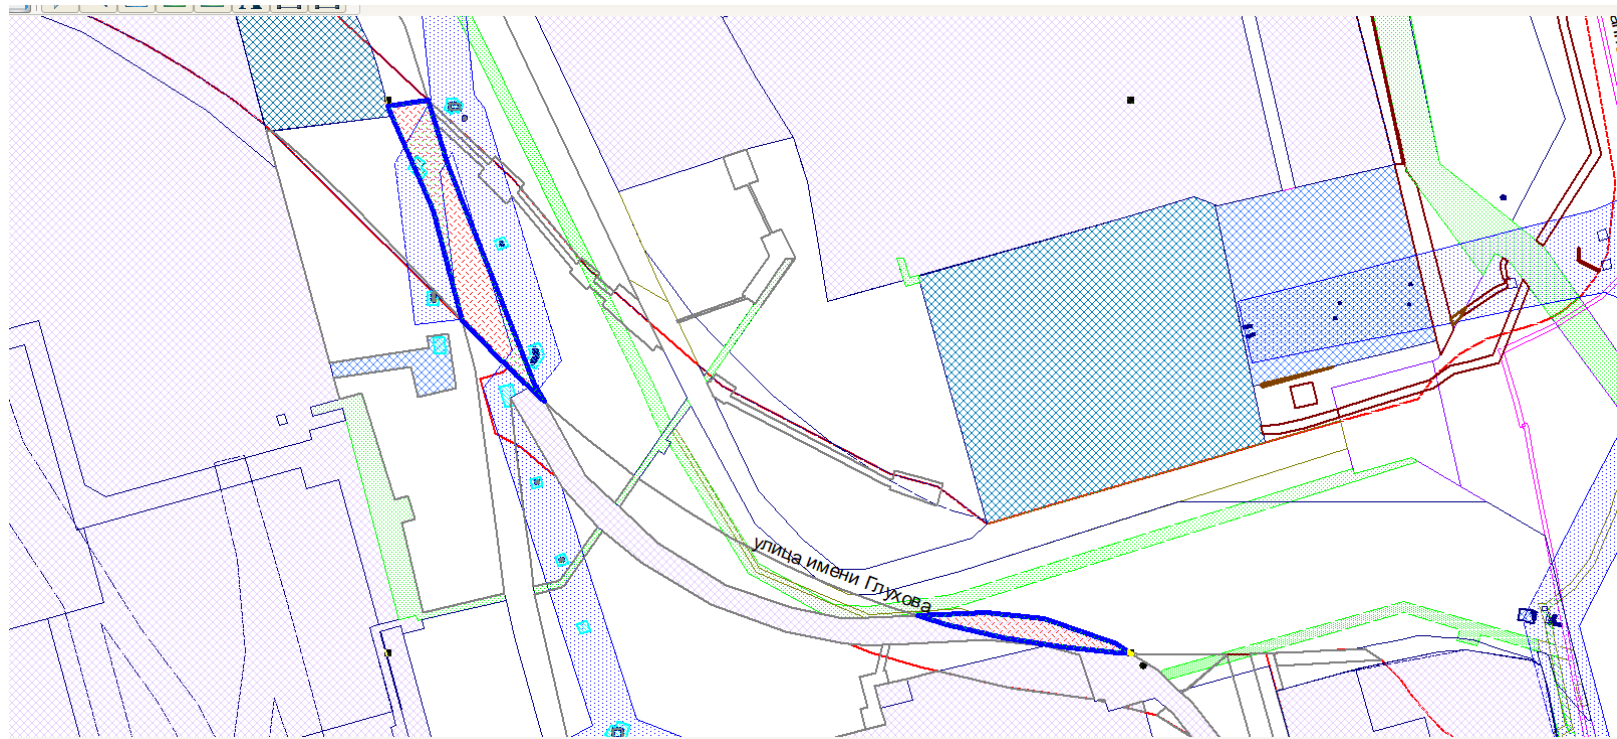 улица имени Глухова